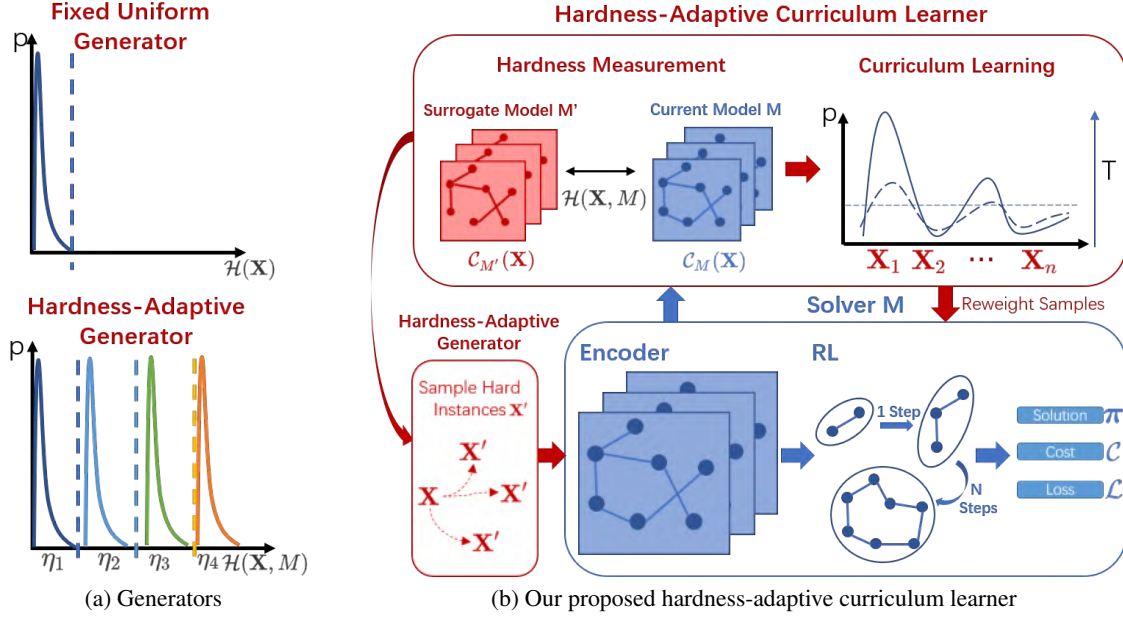 Fixed Uniform
Generator
p
ℋ(𝐗)
Hardness-Adaptive
Generator
p
η₁ η₂ η₃ η₄ ℋ(𝐗, M)
(a) Generators
Hardness-Adaptive Curriculum Learner
Hardness Measurement
Surrogate Model M'
Current Model M
ℋ(𝐗, M)
𝒞_M′(𝐗)
𝒞_M(𝐗)
Curriculum Learning
p
T
𝐗₁ 𝐗₂ ⋯ 𝐗ₙ
Reweight Samples
Hardness-Adaptive
Generator
Sample Hard
Instances 𝐗′
𝐗′
𝐗
𝐗′
𝐗′
Solver M
Encoder
RL
1 Step
N
Steps
Solution π
Cost 𝒞
Loss ℒ
(b) Our proposed hardness-adaptive curriculum learner